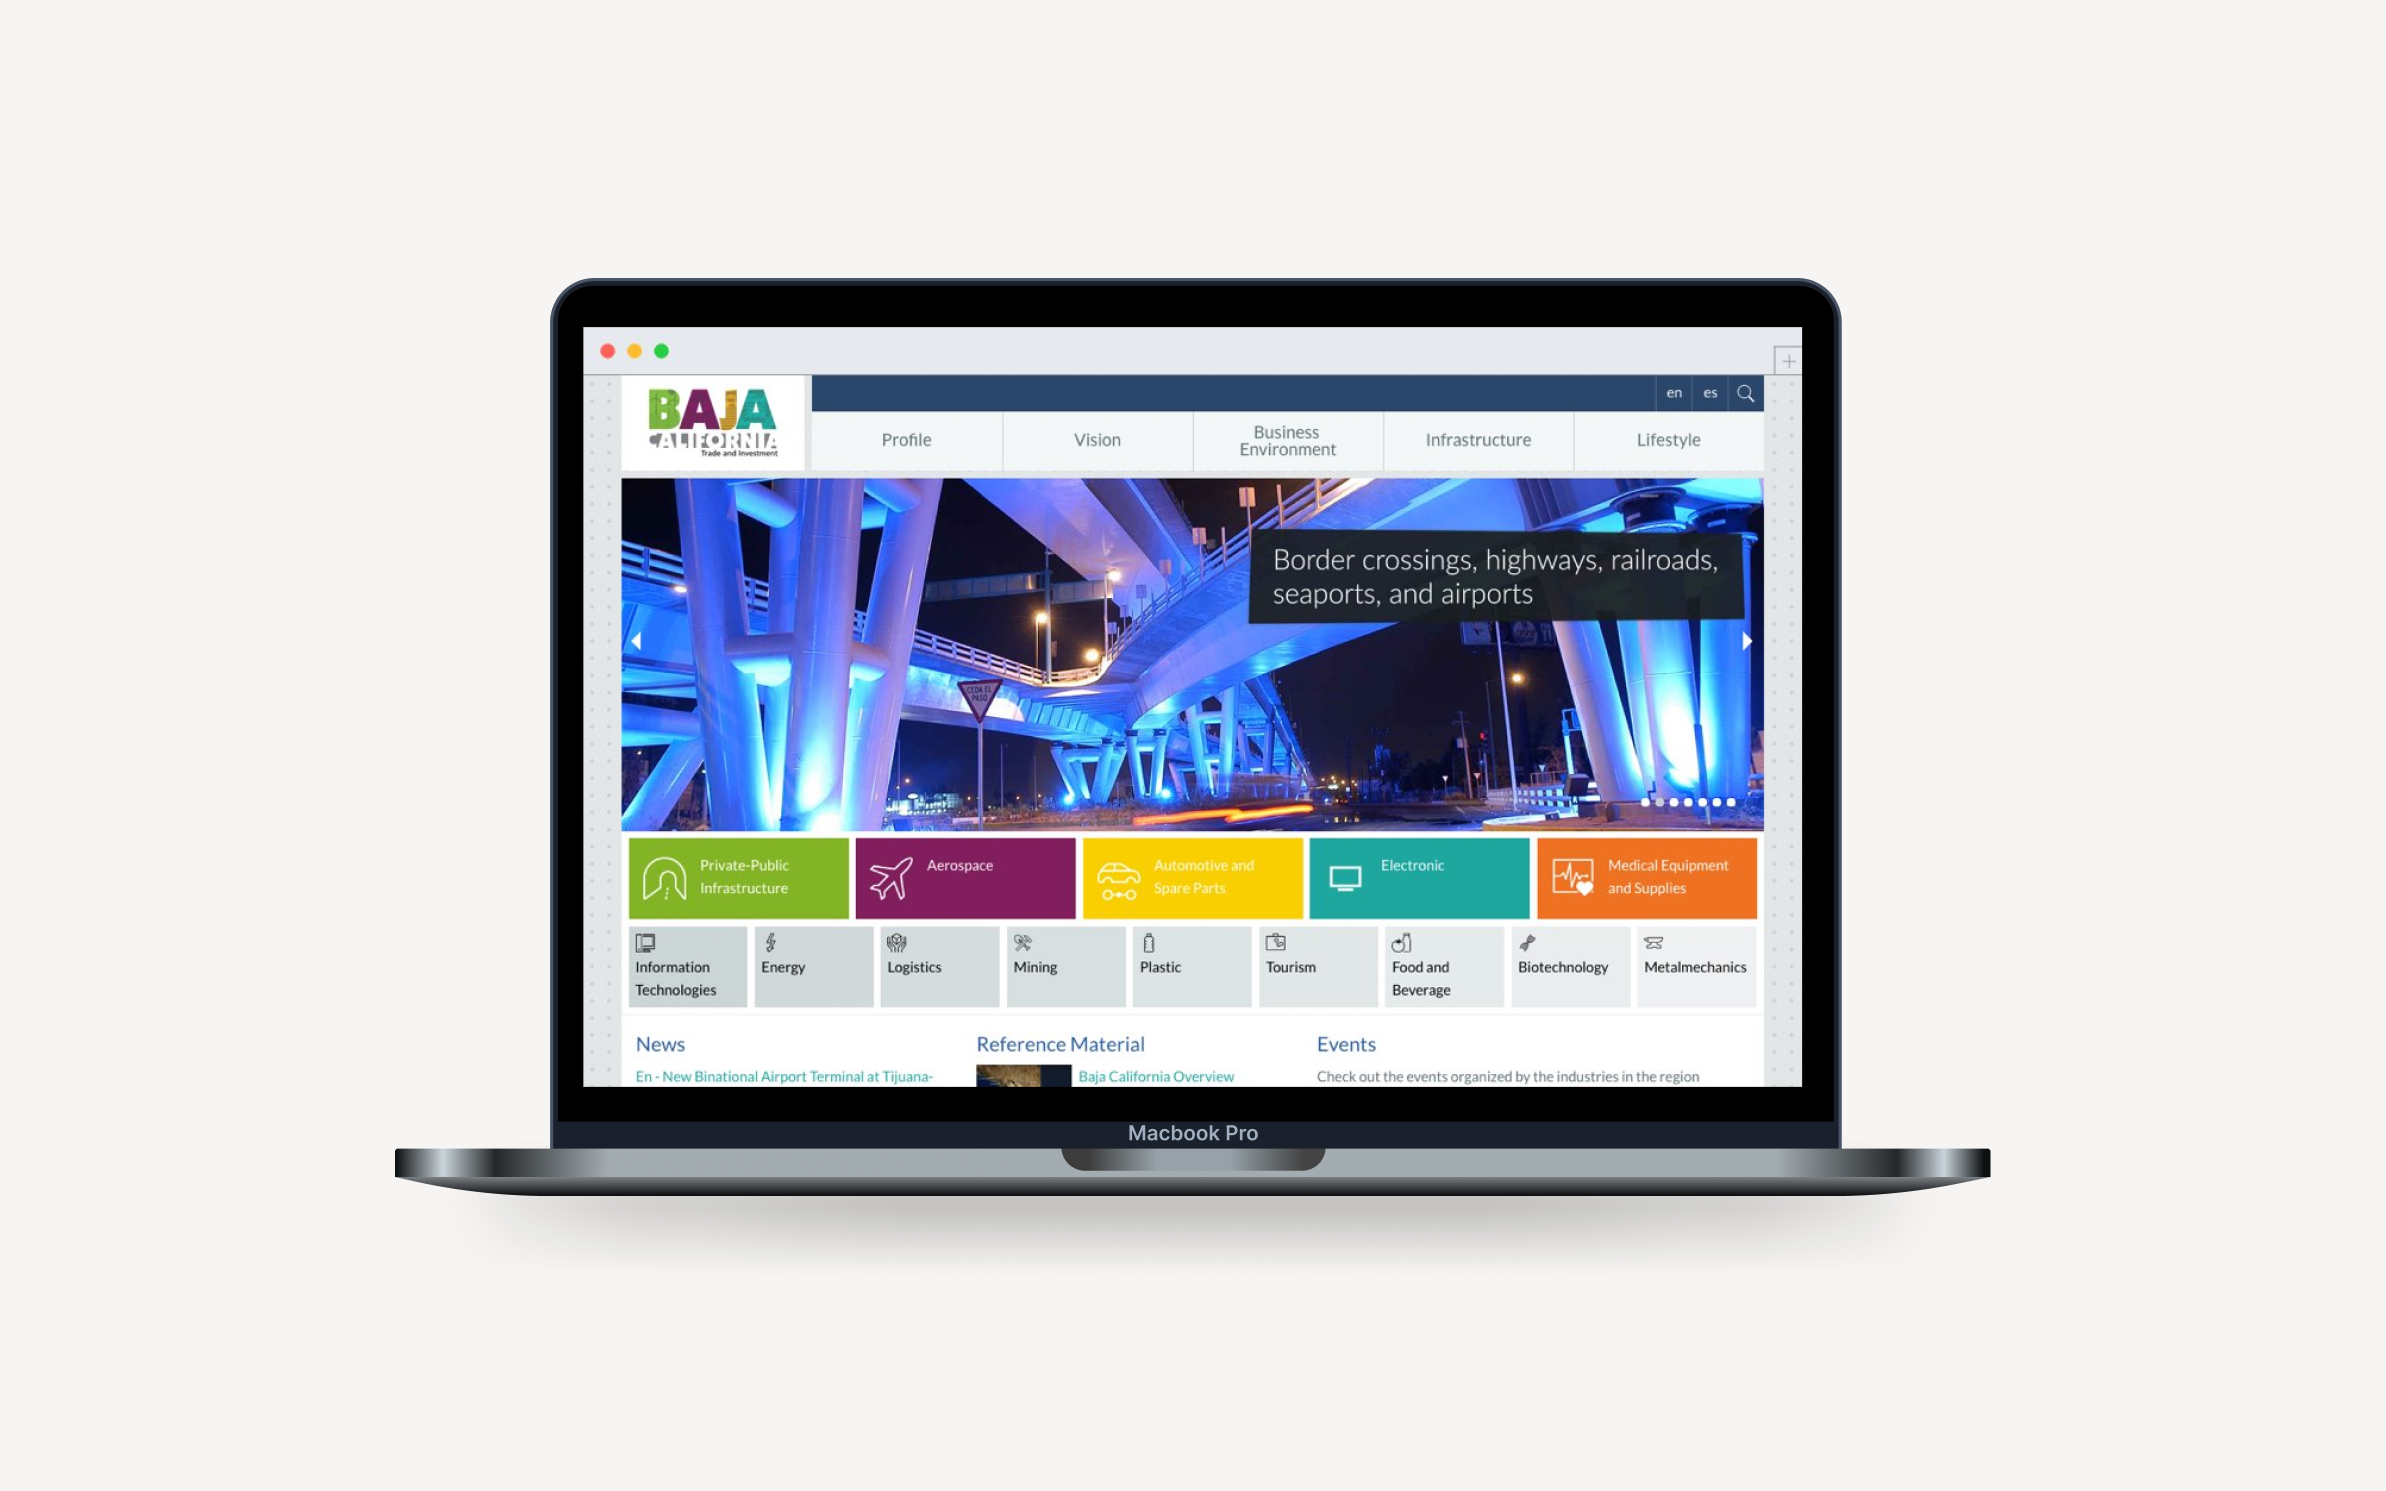 BAJA
CALIFORNIA
Trade and Investment
en es
Profile
Vision
Business
Environment
Infrastructure
Lifestyle
Border crossings, highways, railroads,
seaports, and airports
CEDA EL
PASO
Private-Public
Infrastructure
Aerospace
Automotive and
Spare Parts
Electronic
Medical Equipment
and Supplies
Information
Technologies
Energy
Logistics
Mining
Plastic
Tourism
Food and
Beverage
Biotechnology
Metalmechanics
News
En - New Binational Airport Terminal at Tijuana-
Reference Material
Baja California Overview
Events
Check out the events organized by the industries in the region
Macbook Pro